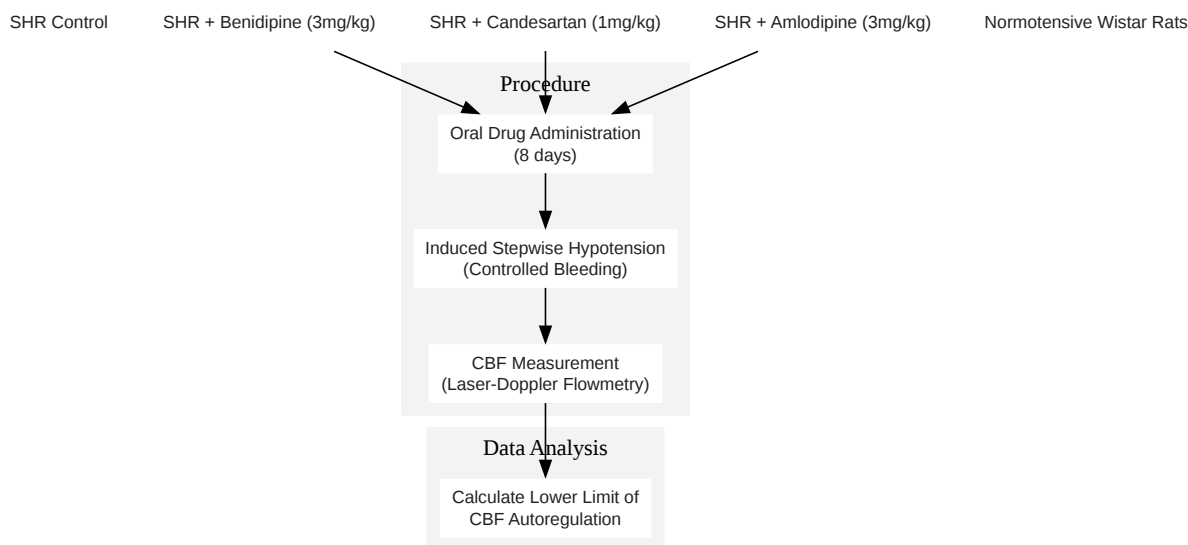 SHR Control
SHR + Benidipine (3mg/kg)
SHR + Candesartan (1mg/kg)
SHR + Amlodipine (3mg/kg)
Normotensive Wistar Rats
Procedure
Oral Drug Administration
(8 days)
Induced Stepwise Hypotension
(Controlled Bleeding)
CBF Measurement
(Laser-Doppler Flowmetry)
Data Analysis
Calculate Lower Limit of
CBF Autoregulation